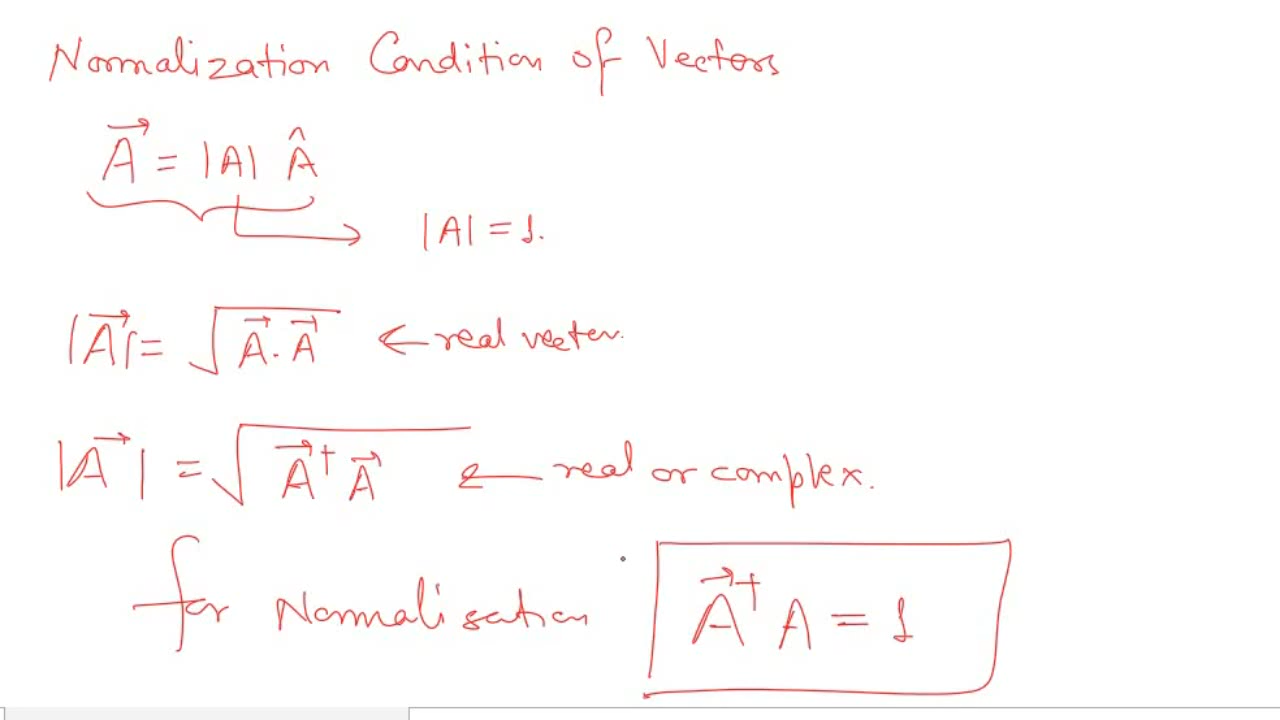 Normalization Condition of Vectors
A⃗ = |A| Â
|A| = 1.
|A⃗| = √(A⃗ . A⃗) ← real vector.
|A⃗| = √(A⃗† A⃗) ← real or complex.
for Normalisation A⃗† A = 1